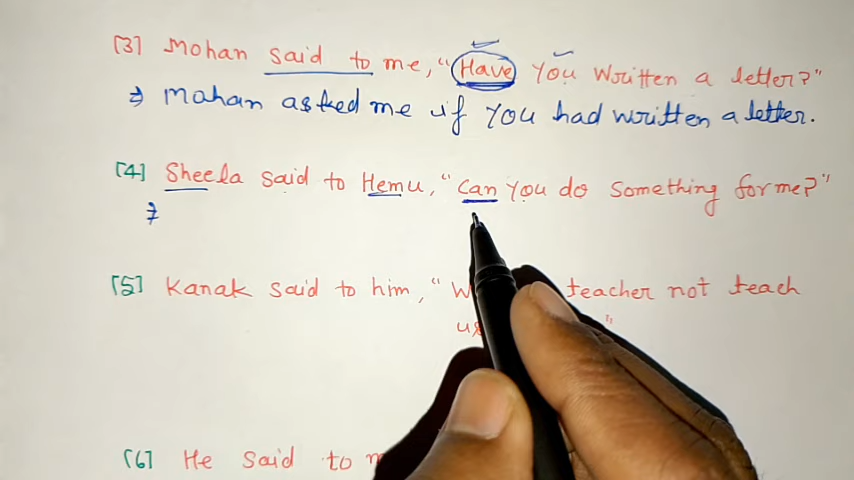 [3] Mohan said to me, "Have you written a letter?"
⇒ Mahan asked me if you had written a letter.
[4] Sheela said to Hemu, "Can you do something for me?"
[5] Kanak said to him, " teacher not teach
"
[6] He said to